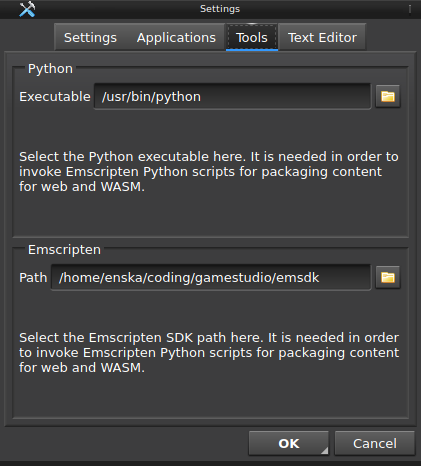 Settings
Settings Applications Tools Text Editor
Python
Executable /usr/bin/python
Select the Python executable here. It is needed in order to
invoke Emscripten Python scripts for packaging content
for web and WASM.
Emscripten
Path /home/enska/coding/gamestudio/emsdk
Select the Emscripten SDK path here. It is needed in order
to invoke Emscripten Python scripts for packaging content
for web and WASM.
OK Cancel